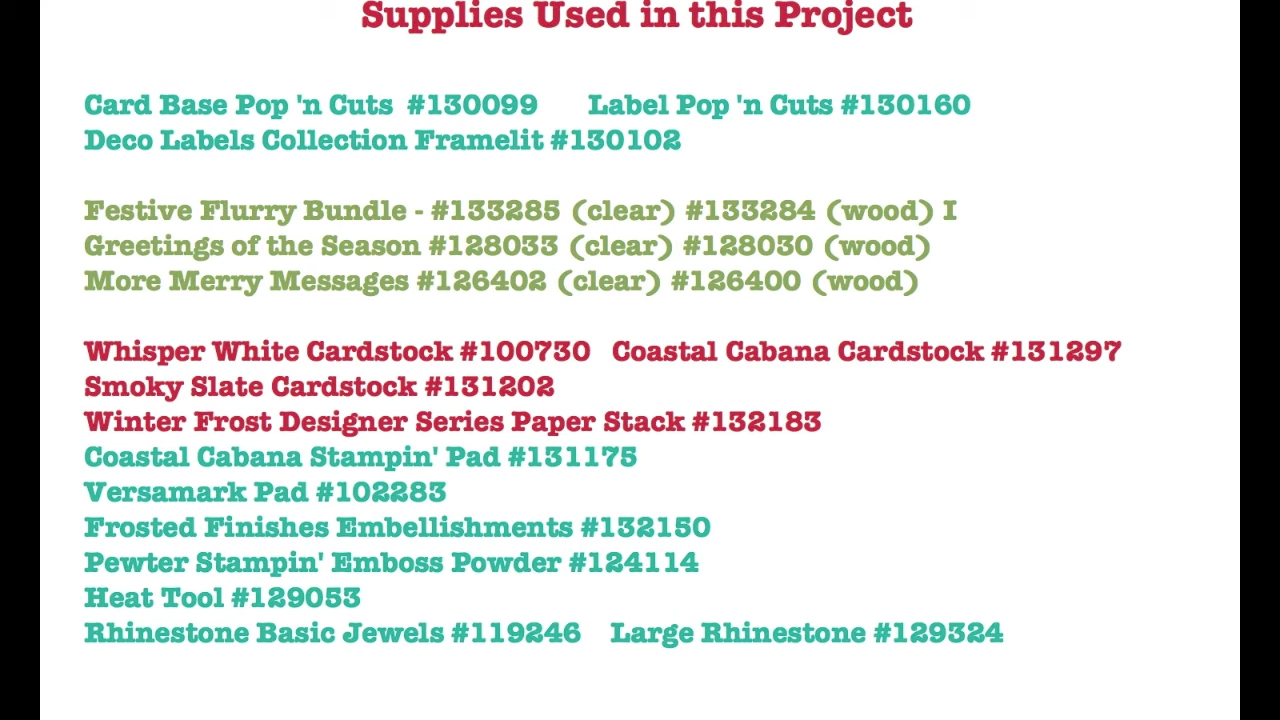 Supplies Used in this Project
Card Base Pop 'n Cuts #130099 Label Pop 'n Cuts #130160
Deco Labels Collection Framelit #130102
Festive Flurry Bundle - #133285 (clear) #133284 (wood) I
Greetings of the Season #128033 (clear) #128030 (wood)
More Merry Messages #126402 (clear) #126400 (wood)
Whisper White Cardstock #100730 Coastal Cabana Cardstock #131297
Smoky Slate Cardstock #131202
Winter Frost Designer Series Paper Stack #132183
Coastal Cabana Stampin' Pad #131175
Versamark Pad #102283
Frosted Finishes Embellishments #132150
Pewter Stampin' Emboss Powder #124114
Heat Tool #129053
Rhinestone Basic Jewels #119246 Large Rhinestone #129324